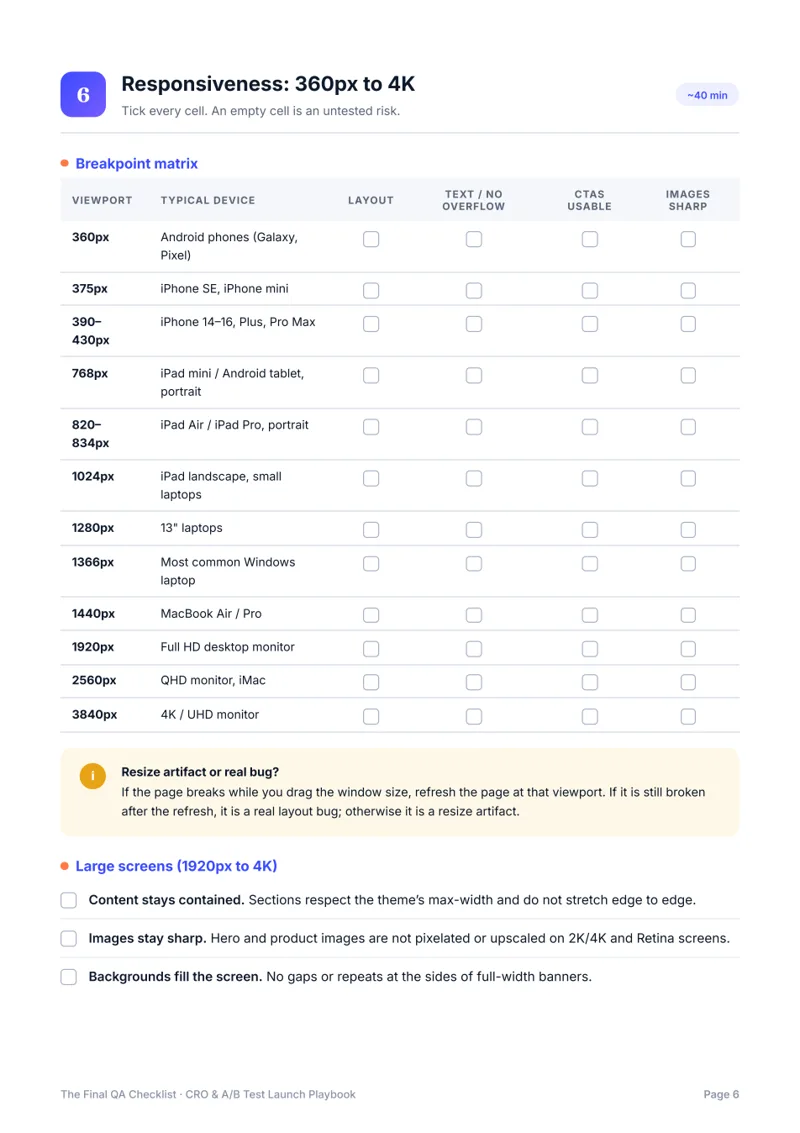 6
Responsiveness: 360px to 4K
Tick every cell. An empty cell is an untested risk.
~40 min
Breakpoint matrix
VIEWPORT TYPICAL DEVICE LAYOUT TEXT / NO OVERFLOW CTAS USABLE IMAGES SHARP
360px Android phones (Galaxy,
Pixel)
375px iPhone SE, iPhone mini
390–
430px
iPhone 14–16, Plus, Pro Max
768px iPad mini / Android tablet,
portrait
820–
834px
iPad Air / iPad Pro, portrait
1024px iPad landscape, small
laptops
1280px 13" laptops
1366px Most common Windows
laptop
1440px MacBook Air / Pro
1920px Full HD desktop monitor
2560px QHD monitor, iMac
3840px 4K / UHD monitor
i
Resize artifact or real bug?
If the page breaks while you drag the window size, refresh the page at that viewport. If it is still broken
after the refresh, it is a real layout bug; otherwise it is a resize artifact.
Large screens (1920px to 4K)
Content stays contained. Sections respect the theme’s max-width and do not stretch edge to edge.
Images stay sharp. Hero and product images are not pixelated or upscaled on 2K/4K and Retina screens.
Backgrounds fill the screen. No gaps or repeats at the sides of full-width banners.
The Final QA Checklist · CRO & A/B Test Launch Playbook
Page 6